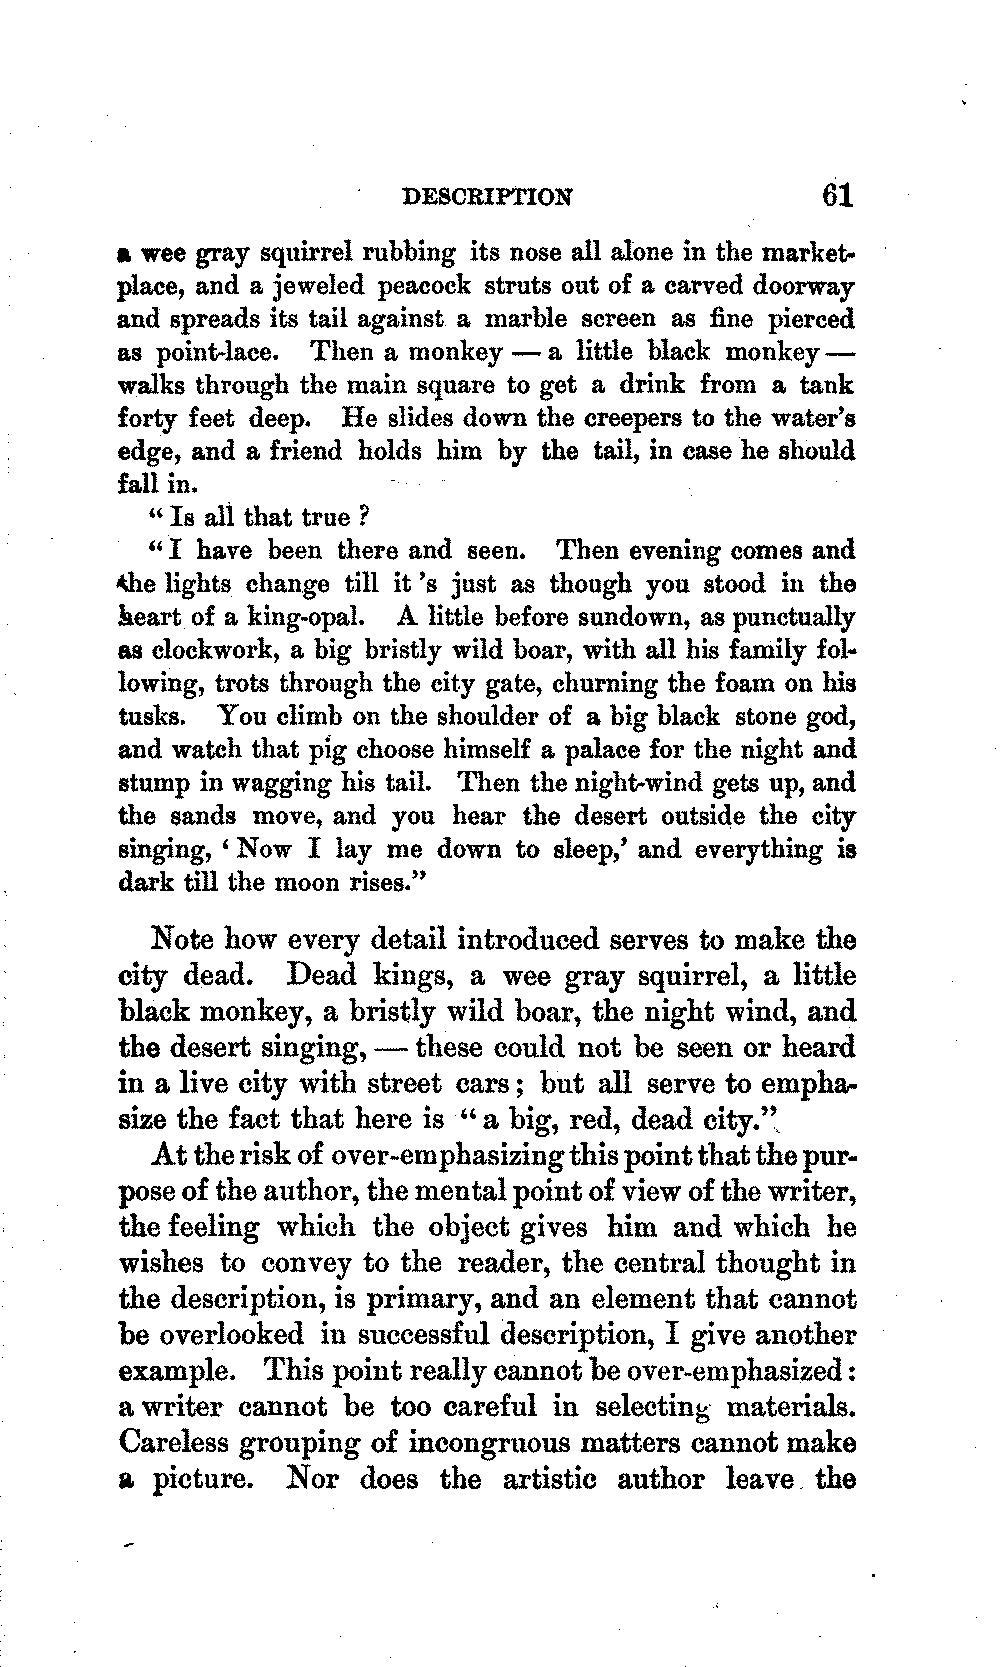 DESCRIPTION 61
a wee gray squirrel rubbing its nose all alone in the market-
place, and a jeweled peacock struts out of a carved doorway
and spreads its tail against a marble screen as fine pierced
as point-lace. Then a monkey — a little black monkey —
walks through the main square to get a drink from a tank
forty feet deep. He slides down the creepers to the water's
edge, and a friend holds him by the tail, in case he should
fall in.
"Is all that true?
"I have been there and seen. Then evening comes and
the lights change till it 's just as though you stood in the
heart of a king-opal. A little before sundown, as punctually
as clockwork, a big bristly wild boar, with all his family fol-
lowing, trots through the city gate, churning the foam on his
tusks. You climb on the shoulder of a big black stone god,
and watch that pig choose himself a palace for the night and
stump in wagging his tail. Then the night-wind gets up, and
the sands move, and you hear the desert outside the city
singing, 'Now I lay me down to sleep,' and everything is
dark till the moon rises."
Note how every detail introduced serves to make the
city dead. Dead kings, a wee gray squirrel, a little
black monkey, a bristly wild boar, the night wind, and
the desert singing, — these could not be seen or heard
in a live city with street cars; but all serve to empha-
size the fact that here is "a big, red, dead city."
At the risk of over-emphasizing this point that the pur-
pose of the author, the mental point of view of the writer,
the feeling which the object gives him and which he
wishes to convey to the reader, the central thought in
the description, is primary, and an element that cannot
be overlooked in successful description, I give another
example. This point really cannot be over-emphasized:
a writer cannot be too careful in selecting materials.
Careless grouping of incongruous matters cannot make
a picture. Nor does the artistic author leave the